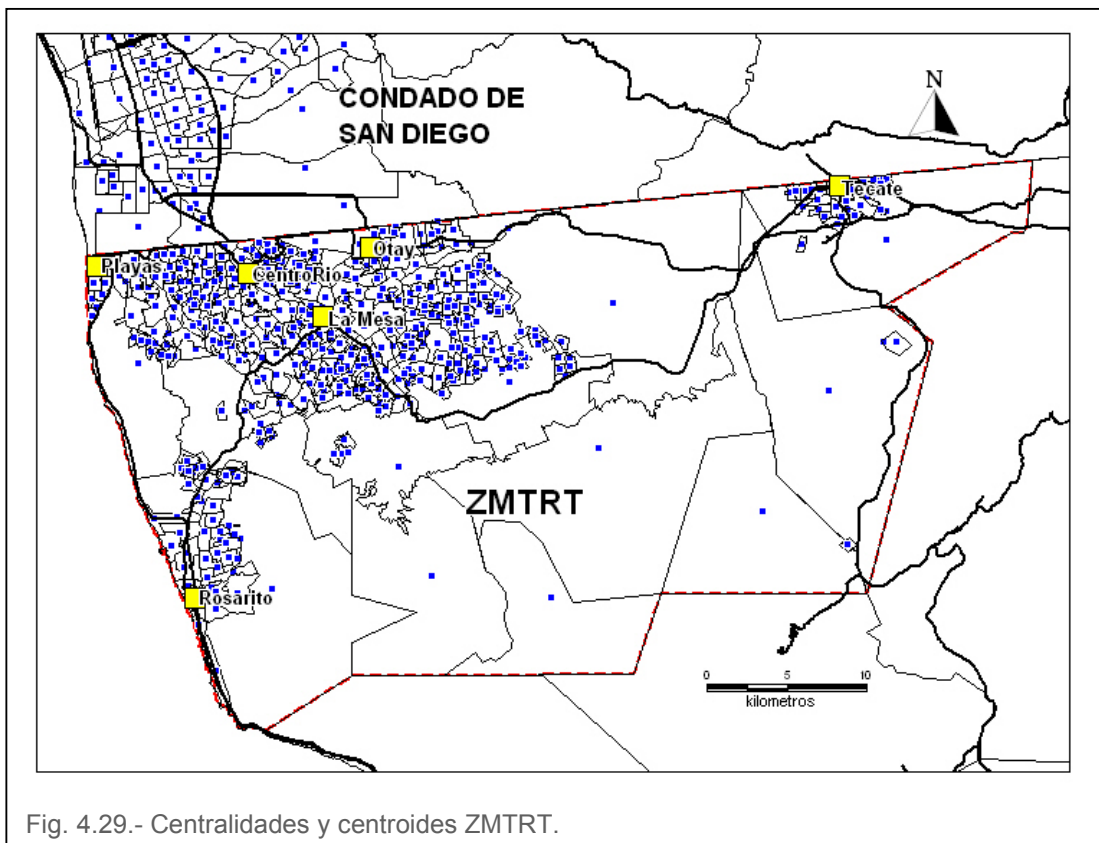 CONDADO DE
SAN DIEGO
N
Tecate
Otay
Playas
CentroRio
La Mesa
ZMTRT
Rosarito
0 5 10
kilometros
Fig. 4.29.- Centralidades y centroides ZMTRT.